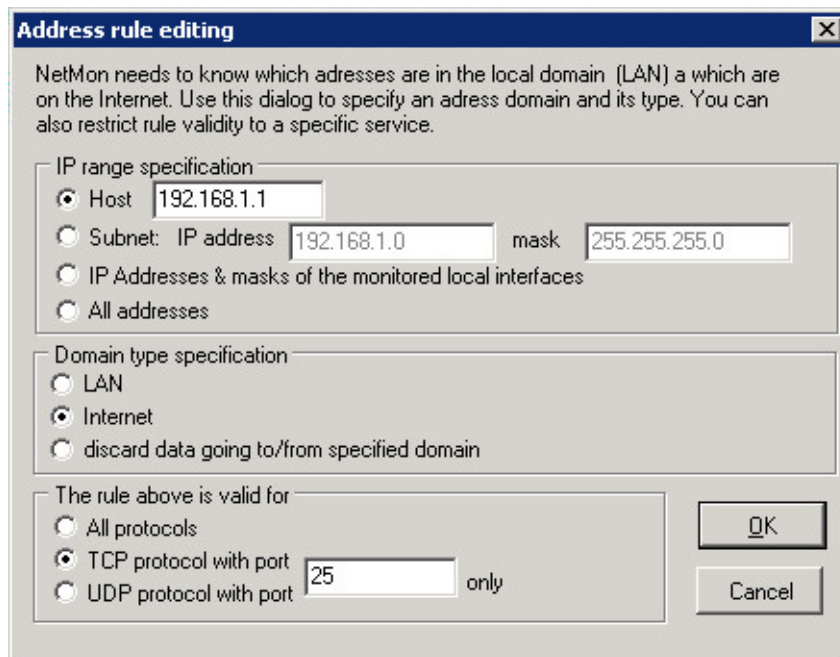 Address rule editing
NetMon needs to know which adresses are in the local domain (LAN) a which are
on the Internet. Use this dialog to specify an adress domain and its type. You can
also restrict rule validity to a specific service.
IP range specification
Host 192.168.1.1
Subnet: IP address 192.168.1.0 mask 255.255.255.0
IP Addresses & masks of the monitored local interfaces
All addresses
Domain type specification
LAN
Internet
discard data going to/from specified domain
The rule above is valid for
All protocols
TCP protocol with port
25 only
UDP protocol with port
OK
Cancel